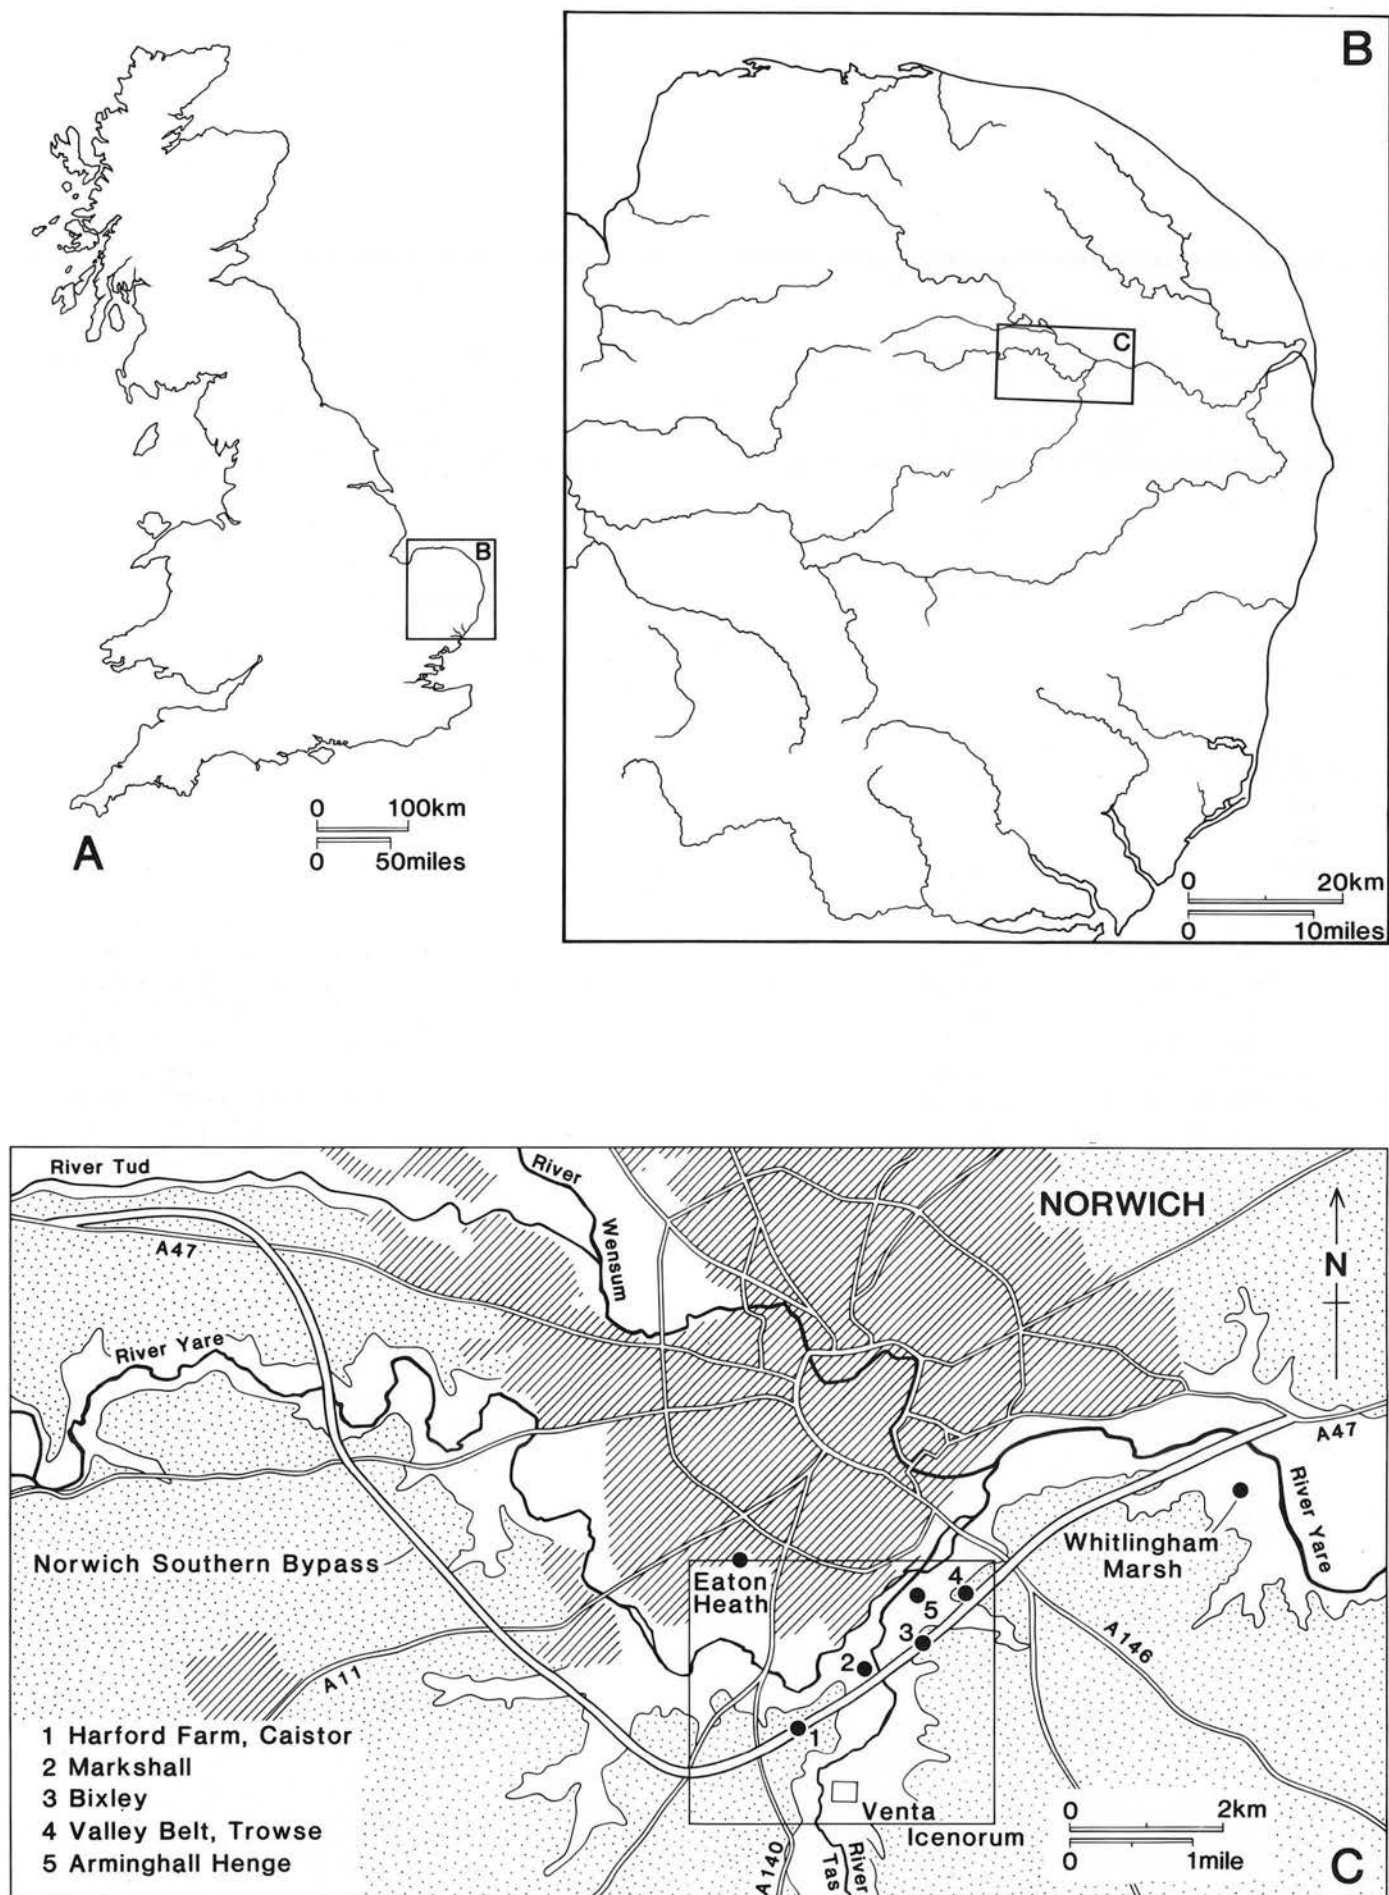 B
B
C
0 100km
0 50miles
A
0 20km
0 10miles
River Tud
River
Wensum
NORWICH
A47
N
River Yare
A47
River Yare
Norwich Southern Bypass
Whitlingham
Marsh
Eaton
Heath
4
5
3
2
1
A146
A11
1 Harford Farm, Caistor
2 Markshall
3 Bixley
4 Valley Belt, Trowse
5 Arminghall Henge
Venta
Icenorum
A140
River
Tas
0 2km
0 1mile
C